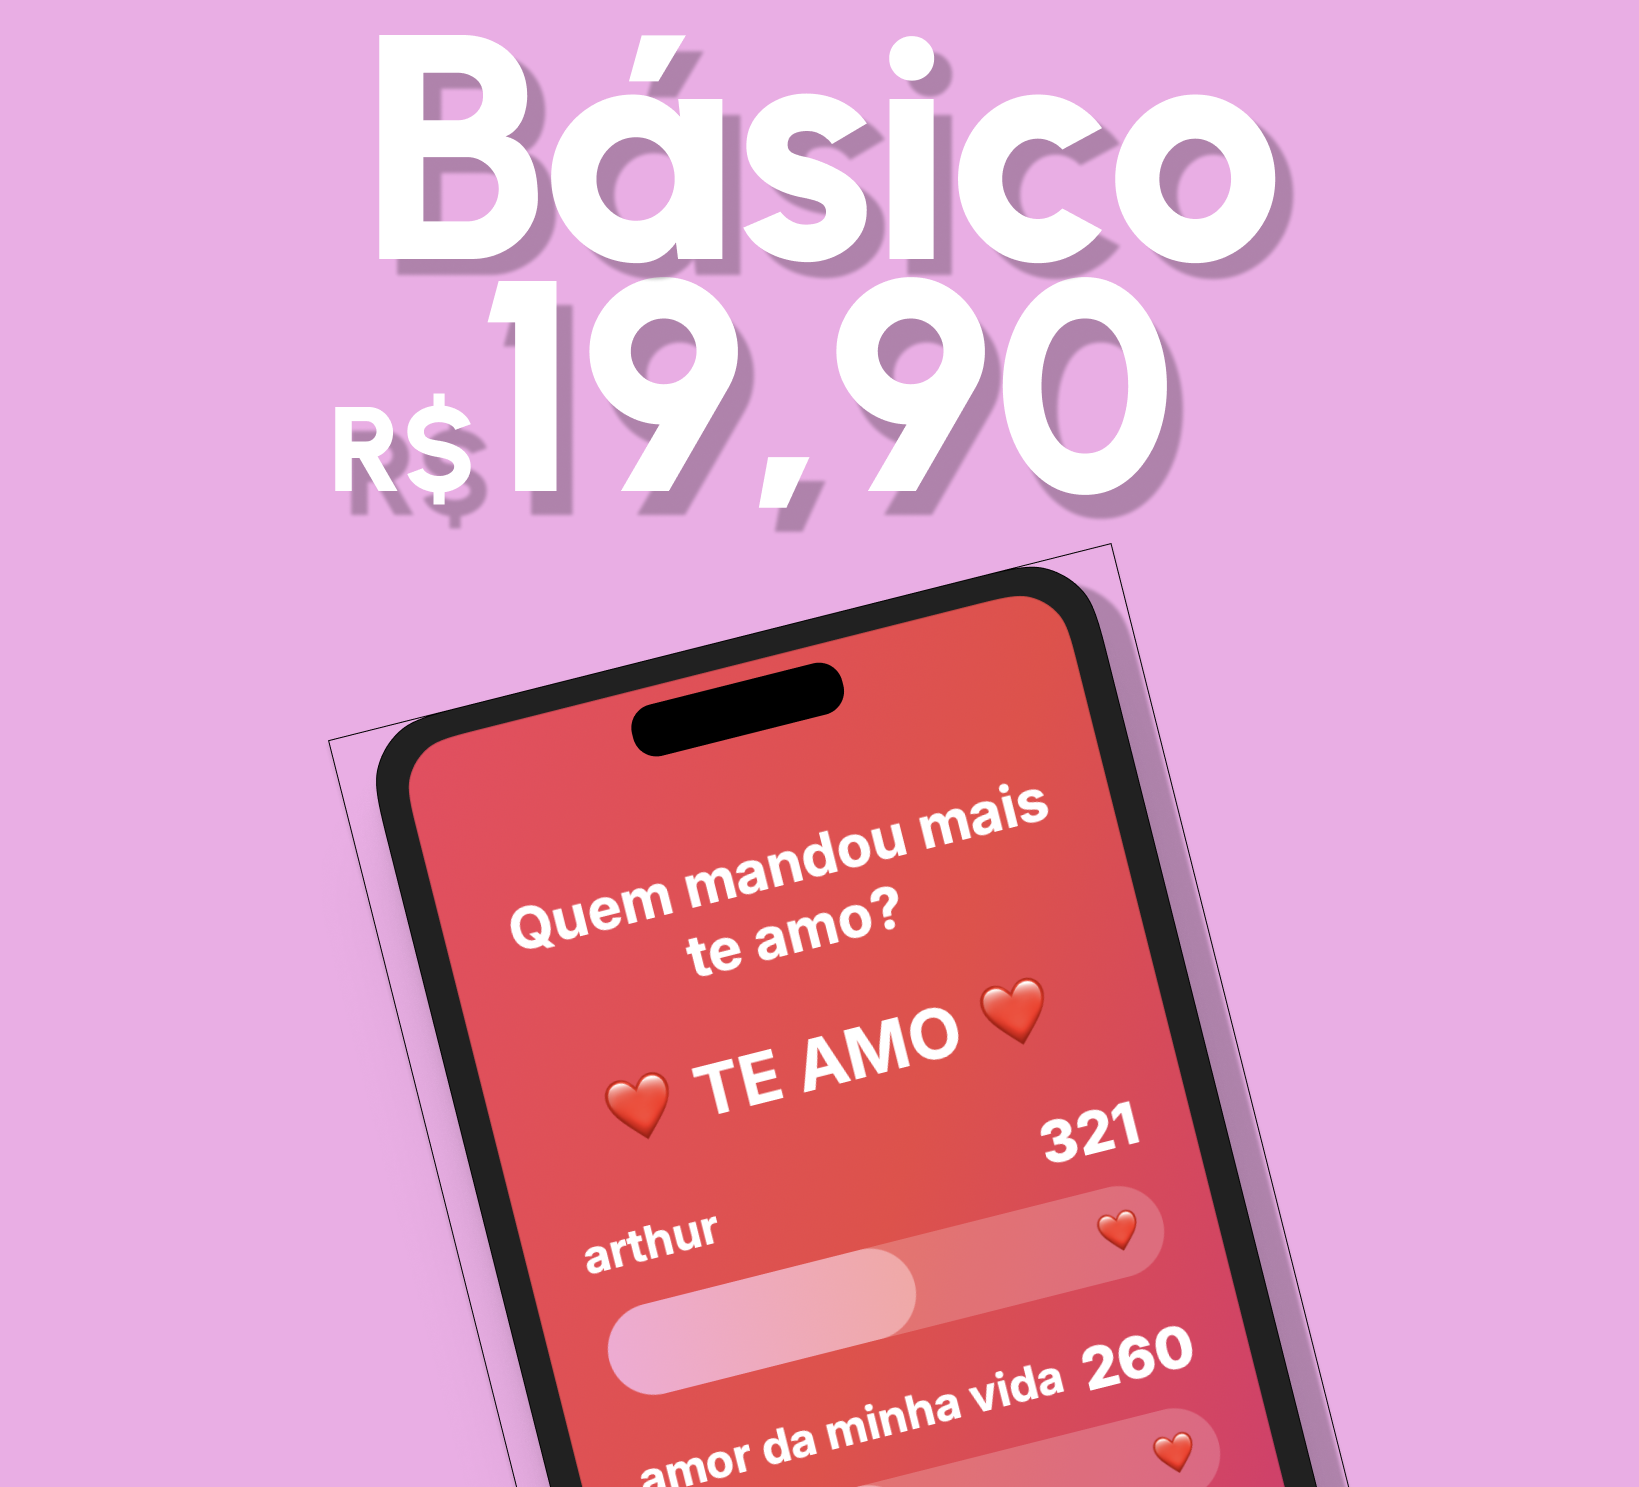 Básico
R$19,90
Quem mandou mais
te amo?
❤️ TE AMO ❤️
321
arthur
amor da minha vida 260